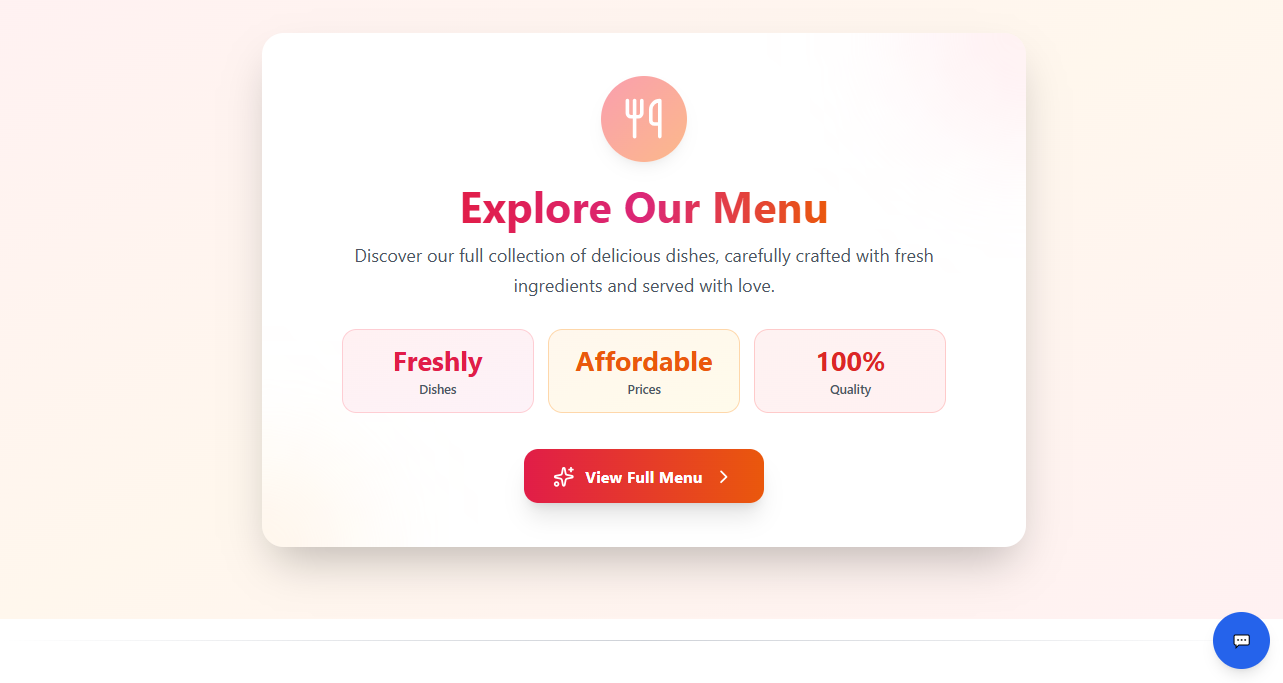 Explore Our Menu
Discover our full collection of delicious dishes, carefully crafted with fresh
ingredients and served with love.
Freshly
Dishes
Affordable
Prices
100%
Quality
View Full Menu